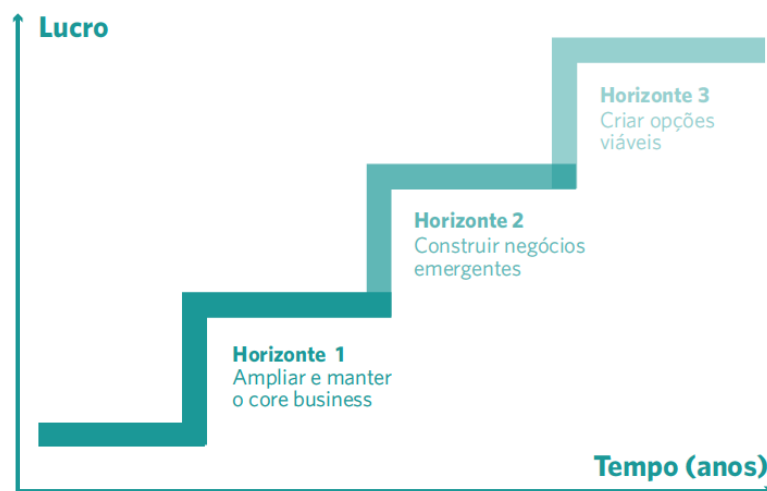 Lucro
Horizonte 3
Criar opções
viáveis
Horizonte 2
Construir negócios
emergentes
Horizonte 1
Ampliar e manter
o core business
Tempo (anos)